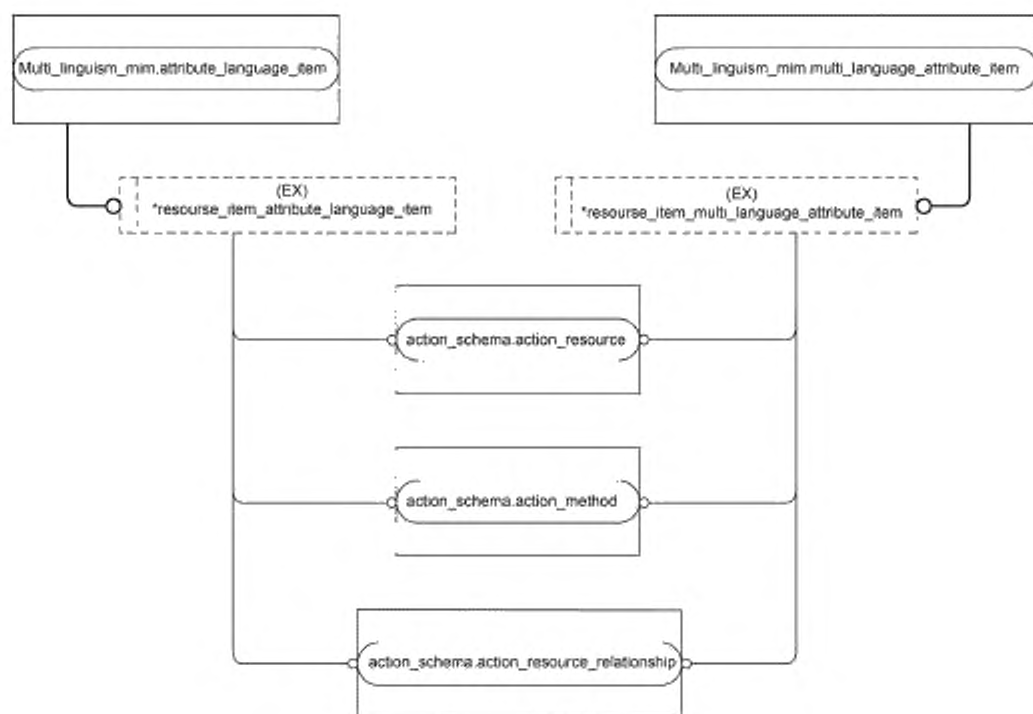 Multi_linguism_mim.attribute_language_item
Multi_linguism_mim.multi_language_attribute_item
(EX)
*resourse_item_attribute_language_item
(EX)
*resourse_item_multi_language_attribute_item
action_schema.action_resource
action_schema.action_method
action_schema.action_resource_relationship